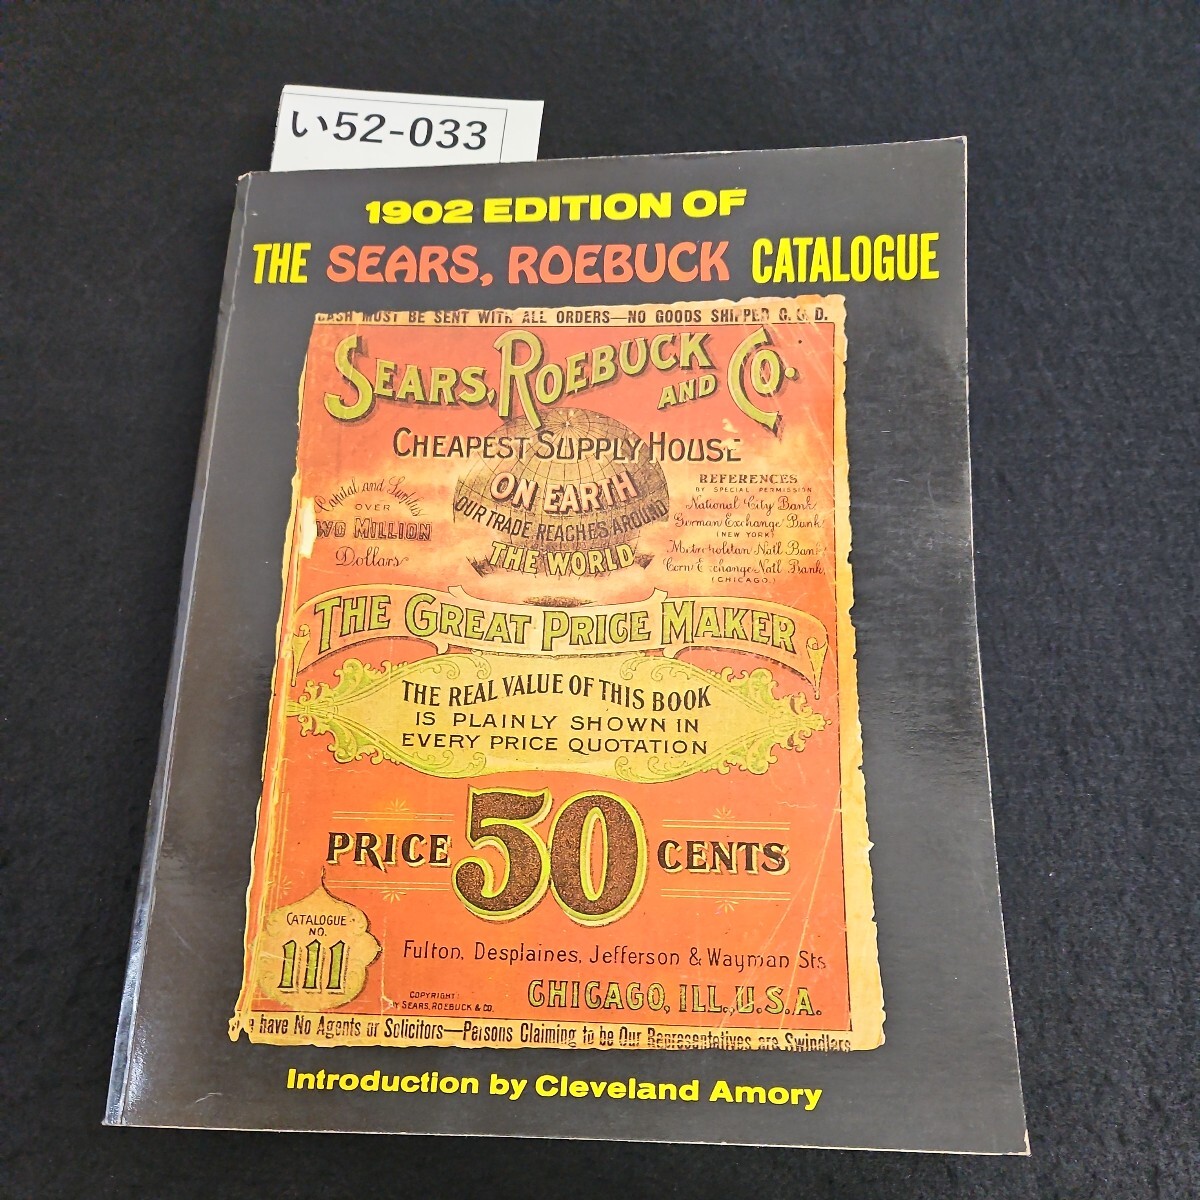 い52-033
1902 EDITION OF
THE SEARS, ROEBUCK CATALOGUE
CASH MUST BE SENT WITH ALL ORDERS—NO GOODS SHIPPED C.O.D.
SEARS, ROEBUCK AND CO.
CHEAPEST SUPPLY HOUSE
ON EARTH
OUR TRADE REACHES AROUND
THE WORLD
Capital and Surplus
OVER
WO MILLION
Dollars
REFERENCES
BY SPECIAL PERMISSION
National City Bank
German Exchange Bank
(NEW YORK)
Metropolitan Natl Bank
Corn Exchange Natl Bank,
(CHICAGO.)
THE GREAT PRICE MAKER
THE REAL VALUE OF THIS BOOK
IS PLAINLY SHOWN IN
EVERY PRICE QUOTATION
PRICE 50 CENTS
CATALOGUE
NO.
111
Fulton, Desplaines, Jefferson & Wayman Sts
COPYRIGHT
BY SEARS, ROEBUCK & CO.
CHICAGO, ILL., U.S.A.
e have No Agents or Solicitors—Persons Claiming to be Our Representatives are Swindlers
Introduction by Cleveland Amory